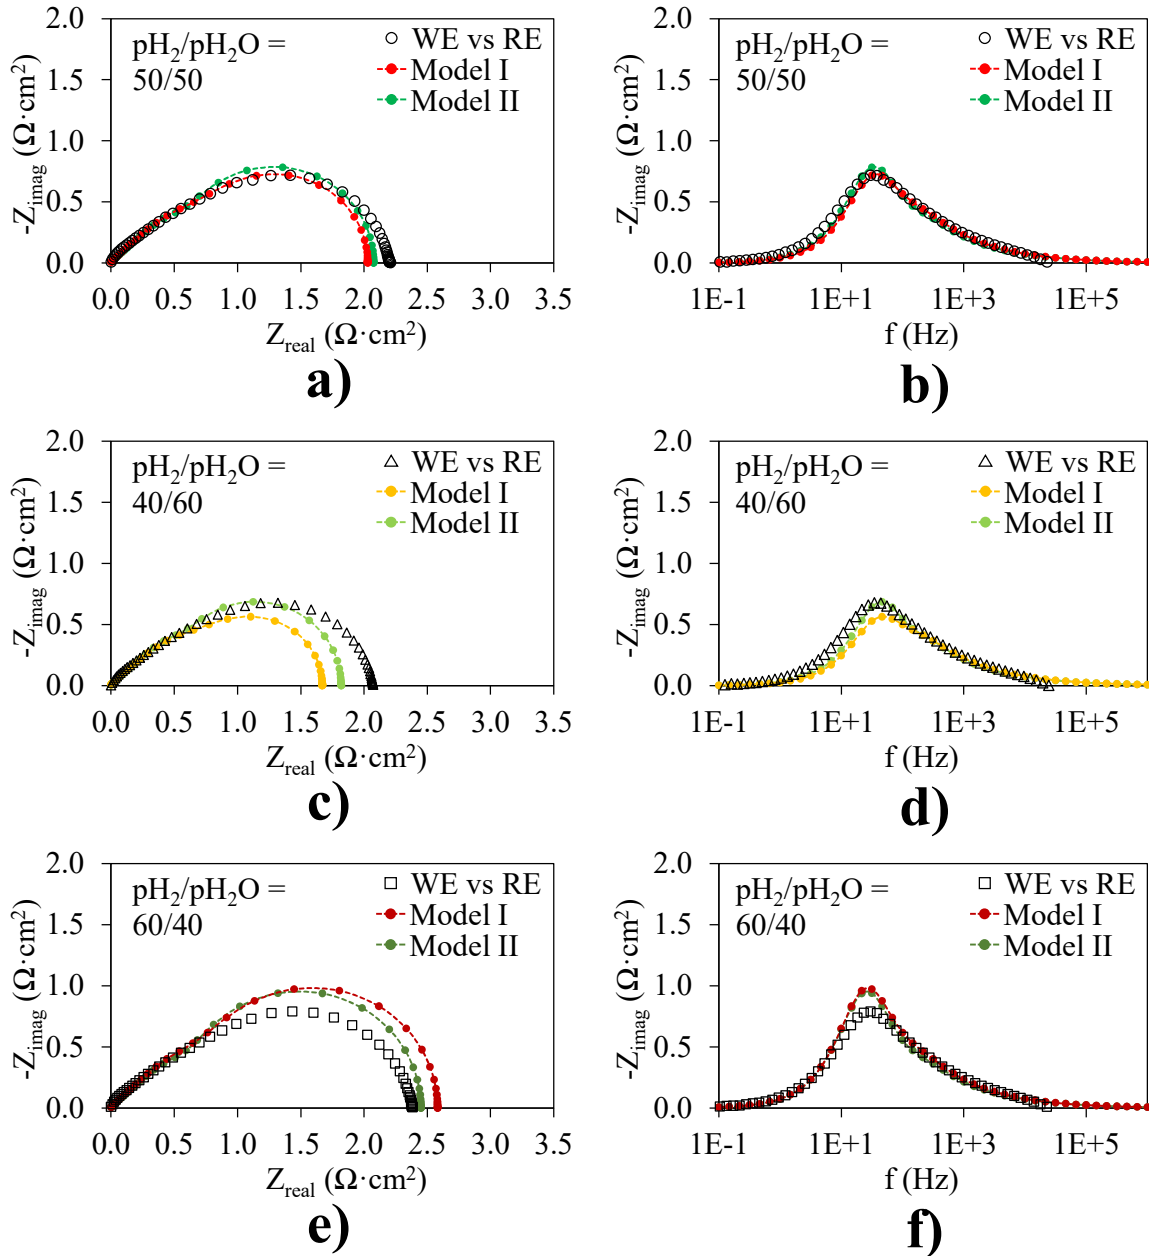 2.0
1.5
1.0
0.5
0.0
-Zimag (Ω·cm²)
pH₂/pH₂O =
50/50
WE vs RE
Model I
Model II
0.0 0.5 1.0 1.5 2.0 2.5 3.0 3.5
Zreal (Ω·cm²)
a)
2.0
1.5
1.0
0.5
0.0
-Zimag (Ω·cm²)
pH₂/pH₂O =
50/50
WE vs RE
Model I
Model II
1E-1 1E+1 1E+3 1E+5
f (Hz)
b)
2.0
1.5
1.0
0.5
0.0
-Zimag (Ω·cm²)
pH₂/pH₂O =
40/60
WE vs RE
Model I
Model II
0.0 0.5 1.0 1.5 2.0 2.5 3.0 3.5
Zreal (Ω·cm²)
c)
2.0
1.5
1.0
0.5
0.0
-Zimag (Ω·cm²)
pH₂/pH₂O =
40/60
WE vs RE
Model I
Model II
1E-1 1E+1 1E+3 1E+5
f (Hz)
d)
2.0
1.5
1.0
0.5
0.0
-Zimag (Ω·cm²)
pH₂/pH₂O =
60/40
WE vs RE
Model I
Model II
0.0 0.5 1.0 1.5 2.0 2.5 3.0 3.5
Zreal (Ω·cm²)
e)
2.0
1.5
1.0
0.5
0.0
-Zimag (Ω·cm²)
pH₂/pH₂O =
60/40
WE vs RE
Model I
Model II
1E-1 1E+1 1E+3 1E+5
f (Hz)
f)